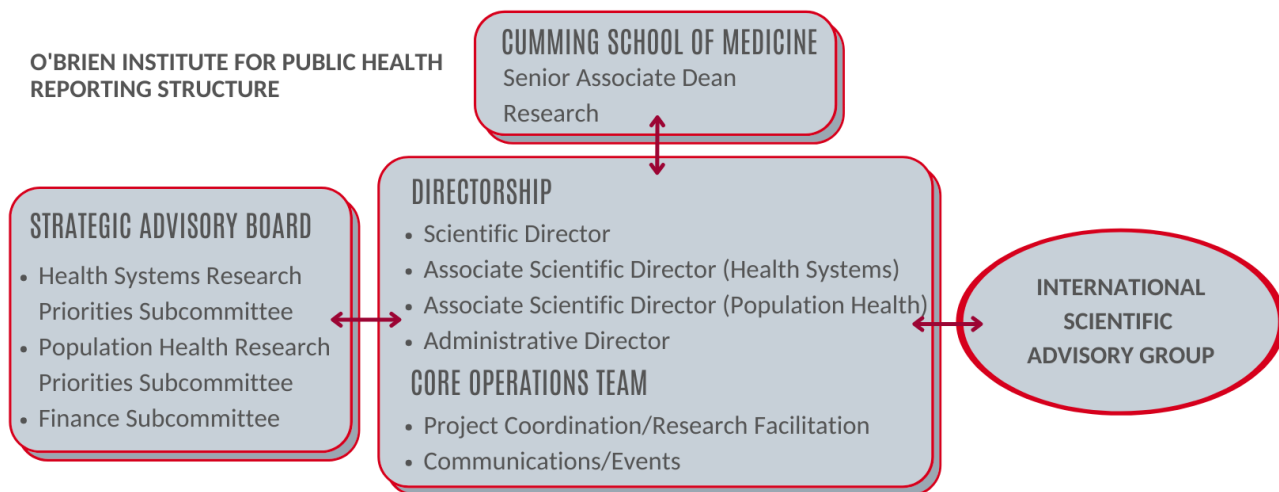 O'BRIEN INSTITUTE FOR PUBLIC HEALTH
REPORTING STRUCTURE
CUMMING SCHOOL OF MEDICINE
Senior Associate Dean
Research
STRATEGIC ADVISORY BOARD
• Health Systems Research
Priorities Subcommittee
• Population Health Research
Priorities Subcommittee
• Finance Subcommittee
DIRECTORSHIP
• Scientific Director
• Associate Scientific Director (Health Systems)
• Associate Scientific Director (Population Health)
• Administrative Director
CORE OPERATIONS TEAM
• Project Coordination/Research Facilitation
• Communications/Events
INTERNATIONAL
SCIENTIFIC
ADVISORY GROUP